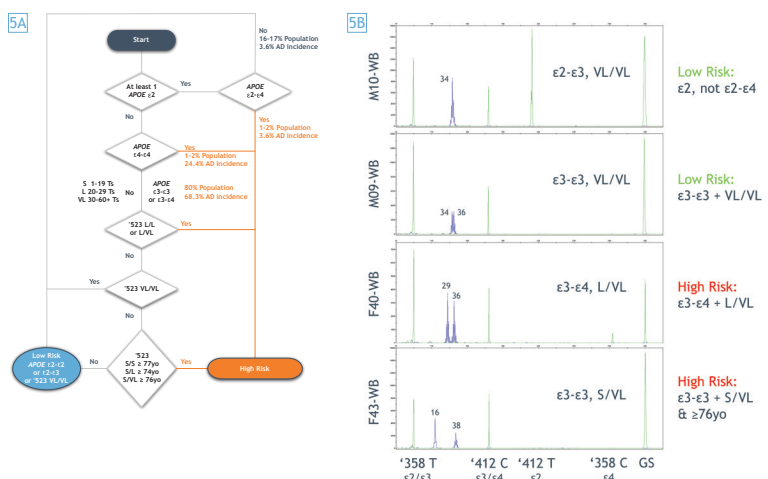 5A
Start
No
16-17% Population
3.6% AD Incidence
At least 1
APOE ε2
Yes
APOE
ε2-ε4
No
Yes
1-2% Population
3.6% AD Incidence
APOE
ε4-ε4
Yes
1-2% Population
24.4% AD Incidence
S 1-19 Ts
L 20-29 Ts
VL 30-60+ Ts
No
APOE
ε3-ε3
or ε3-ε4
80% Population
68.3% AD Incidence
'523 L/L
or L/VL
Yes
No
Yes
'523 VL/VL
No
Low Risk
APOE ε2-ε2
or ε2-ε3
or '523 VL/VL
No
'523
S/S ≥ 77yo
S/L ≥ 74yo
S/VL ≥ 76yo
Yes
High Risk
5B
M10-WB
34
ε2-ε3, VL/VL
Low Risk:
ε2, not ε2-ε4
M09-WB
34 36
ε3-ε3, VL/VL
Low Risk:
ε3-ε3 + VL/VL
F40-WB
29
36
ε3-ε4, L/VL
High Risk:
ε3-ε4 + L/VL
F43-WB
16
38
ε3-ε3, S/VL
High Risk:
ε3-ε3 + S/VL
& ≥76yo
'358 T '412 C '412 T '358 C GS
ε2/ε3 ε3/ε4 ε2 ε4